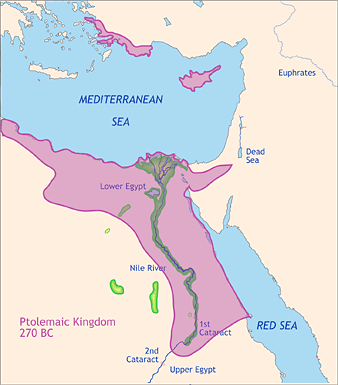 Euphrates
MEDITERRANEAN
SEA
Dead
Sea
Lower Egypt
Nile River
Ptolemaic Kingdom
270 BC
1st
Cataract
RED SEA
2nd
Cataract
Upper Egypt